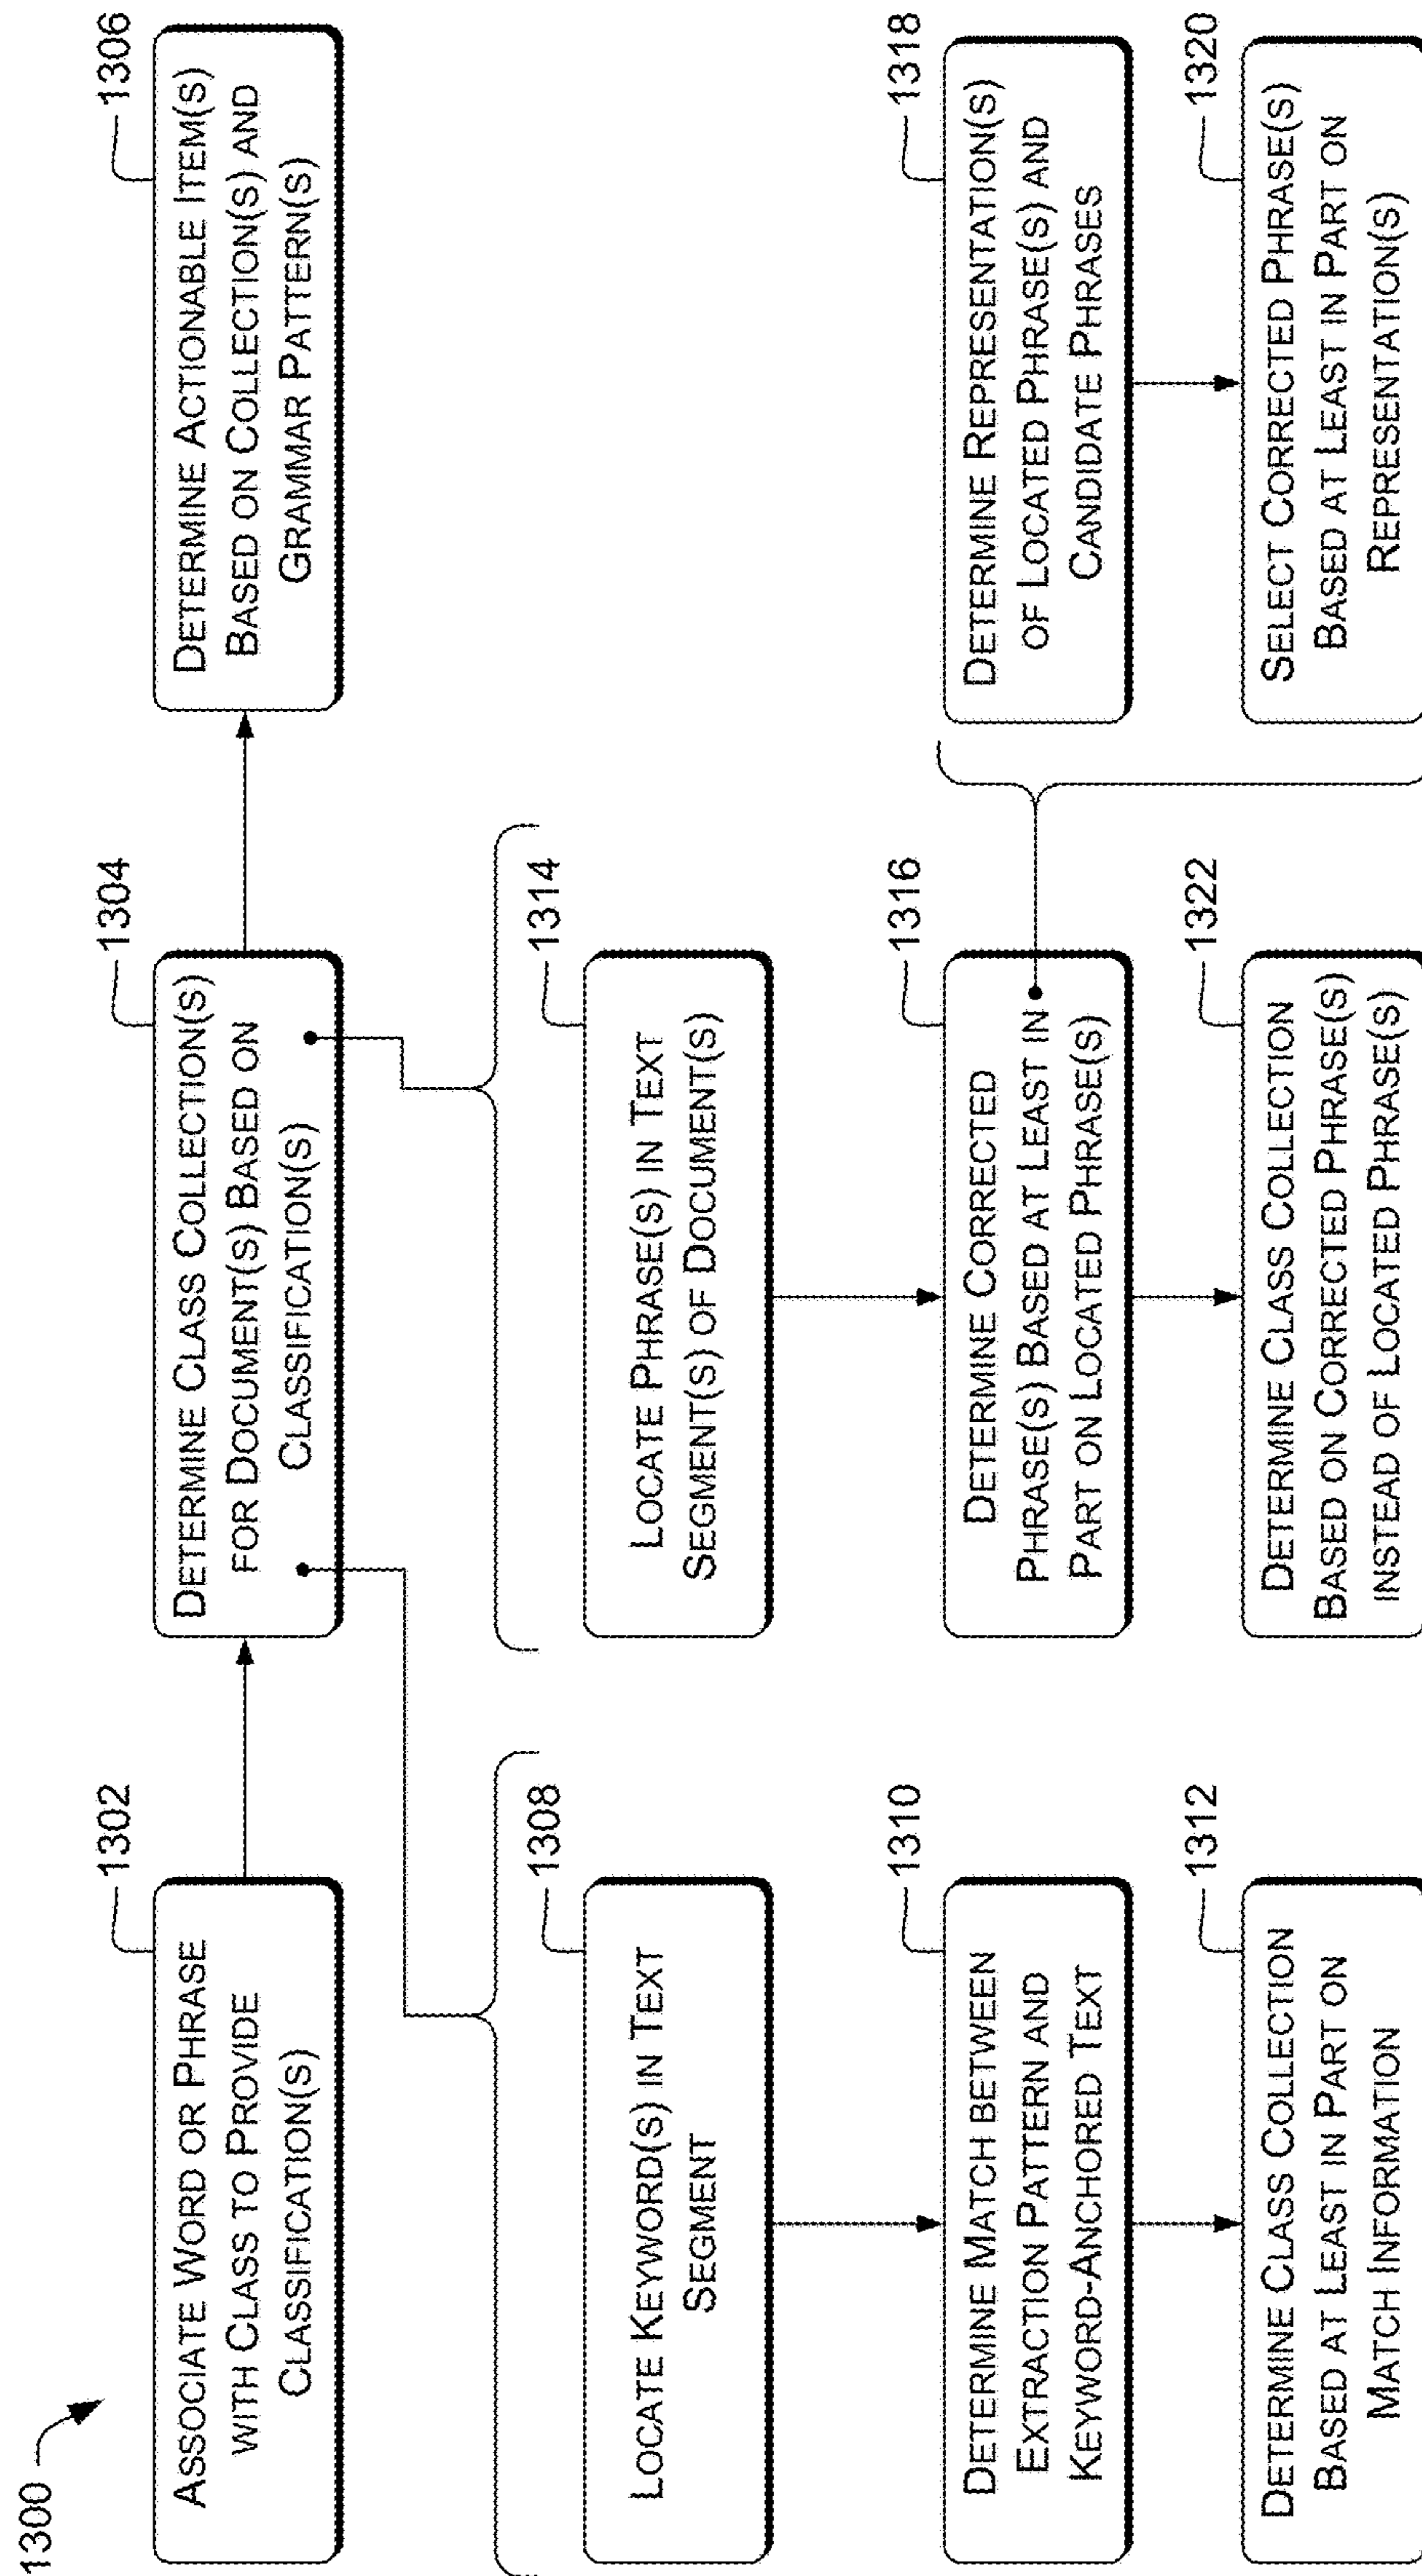 1300
1302
ASSOCIATE WORD OR PHRASE
WITH CLASS TO PROVIDE
CLASSIFICATION(S)
1304
DETERMINE CLASS COLLECTION(S)
FOR DOCUMENT(S) BASED ON
CLASSIFICATION(S)
1306
DETERMINE ACTIONABLE ITEM(S)
BASED ON COLLECTION(S) AND
GRAMMAR PATTERN(S)
1308
LOCATE KEYWORD(S) IN TEXT
SEGMENT
1310
DETERMINE MATCH BETWEEN
EXTRACTION PATTERN AND
KEYWORD-ANCHORED TEXT
1312
DETERMINE CLASS COLLECTION
BASED AT LEAST IN PART ON
MATCH INFORMATION
1314
LOCATE PHRASE(S) IN TEXT
SEGMENT(S) OF DOCUMENT(S)
1316
DETERMINE CORRECTED
PHRASE(S) BASED AT LEAST IN
PART ON LOCATED PHRASE(S)
1322
DETERMINE CLASS COLLECTION
BASED ON CORRECTED PHRASE(S)
INSTEAD OF LOCATED PHRASE(S)
1318
DETERMINE REPRESENTATION(S)
OF LOCATED PHRASE(S) AND
CANDIDATE PHRASES
1320
SELECT CORRECTED PHRASE(S)
BASED AT LEAST IN PART ON
REPRESENTATION(S)